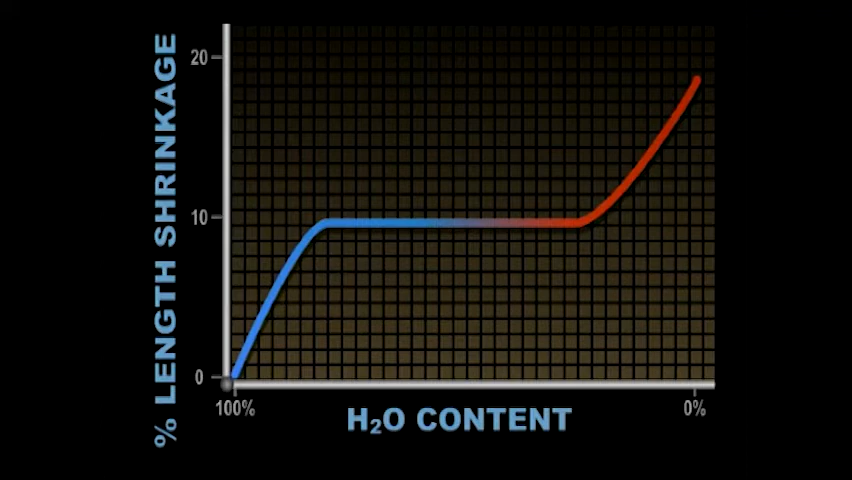 % LENGTH SHRINKAGE
20
10
0
100%
0%
H₂O CONTENT